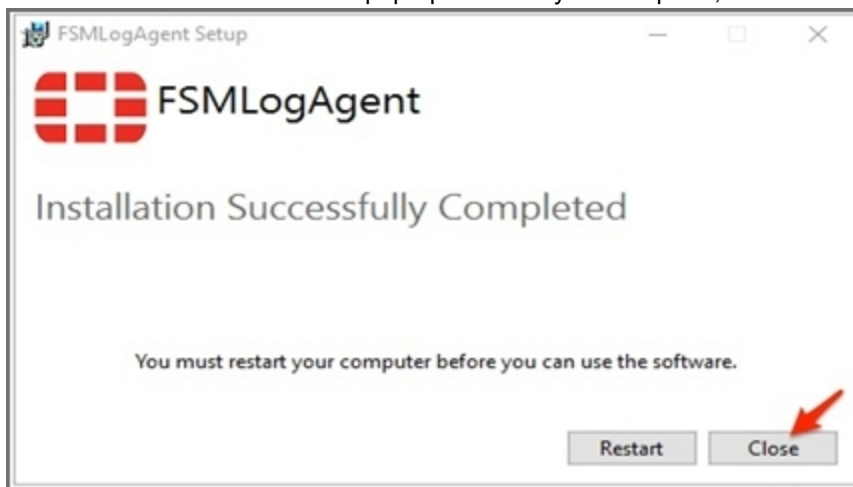 FSMLogAgent Setup
FSMLogAgent
Installation Successfully Completed
You must restart your computer before you can use the software.
Restart
Close